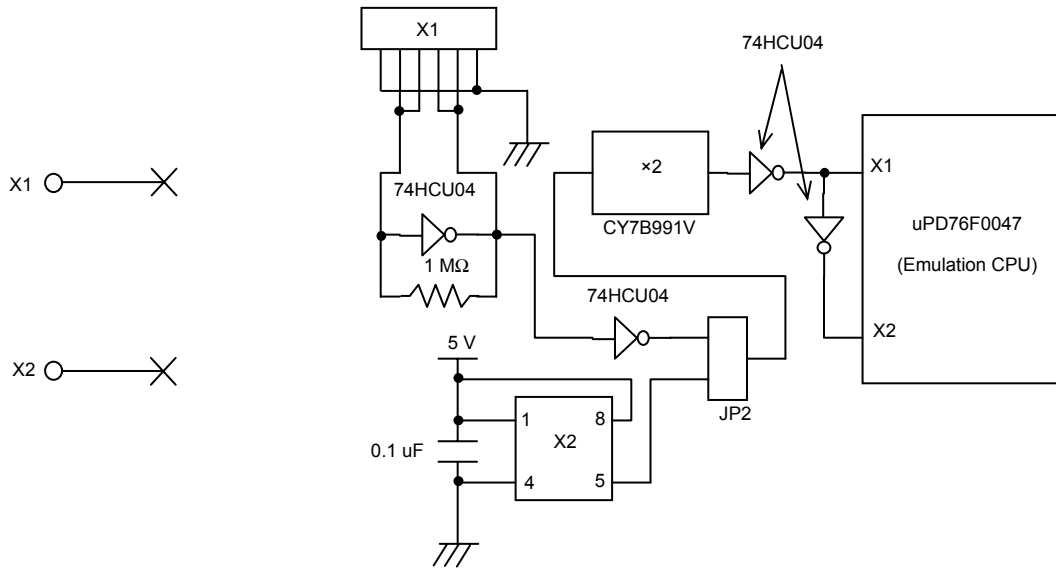 X1
74HCU04
×2
X1
X1
74HCU04
CY7B991V
uPD76F0047
(Emulation CPU)
1 MΩ
74HCU04
X2
5 V
X2
JP2
1
8
X2
0.1 uF
4
5